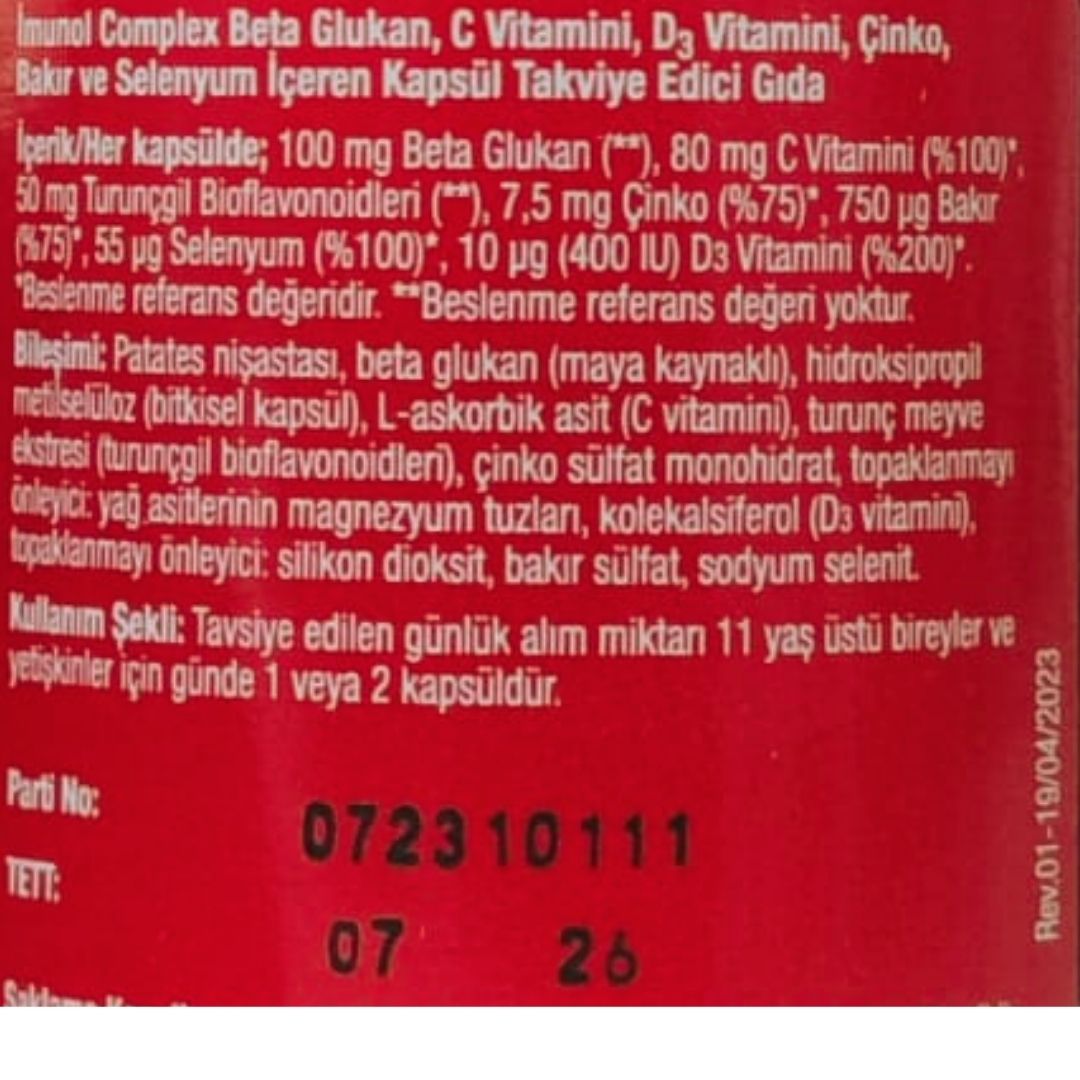 İmunol Complex Beta Glukan, C Vitamini, D3 Vitamini, Çinko,
Bakır ve Selenyum İçeren Kapsül Takviye Edici Gıda
İçerik/Her kapsülde; 100 mg Beta Glukan (**), 80 mg C Vitamini (%100)*,
50 mg Turunçgil Bioflavonoidleri (**), 7,5 mg Çinko (%75)*, 750 µg Bakır
(%75)*, 55 µg Selenyum (%100)*, 10 µg (400 IU) D3 Vitamini (%200)*.
*Beslenme referans değeridir. **Beslenme referans değeri yoktur.
Bileşimi: Patates nişastası, beta glukan (maya kaynaklı), hidroksipropil
metilselüloz (bitkisel kapsül), L-askorbik asit (C vitamini), turunç meyve
ekstresi (turunçgil bioflavonoidleri), çinko sülfat monohidrat, topaklanmayı
önleyici: yağ asitlerinin magnezyum tuzları, kolekalsiferol (D3 vitamini),
topaklanmayı önleyici: silikon dioksit, bakır sülfat, sodyum selenit.
Kullanım Şekli: Tavsiye edilen günlük alım miktarı 11 yaş üstü bireyler ve
yetişkinler için günde 1 veya 2 kapsüldür.
Parti No: 072310111
TETT: 07 26
Rev.01-19/04/2023